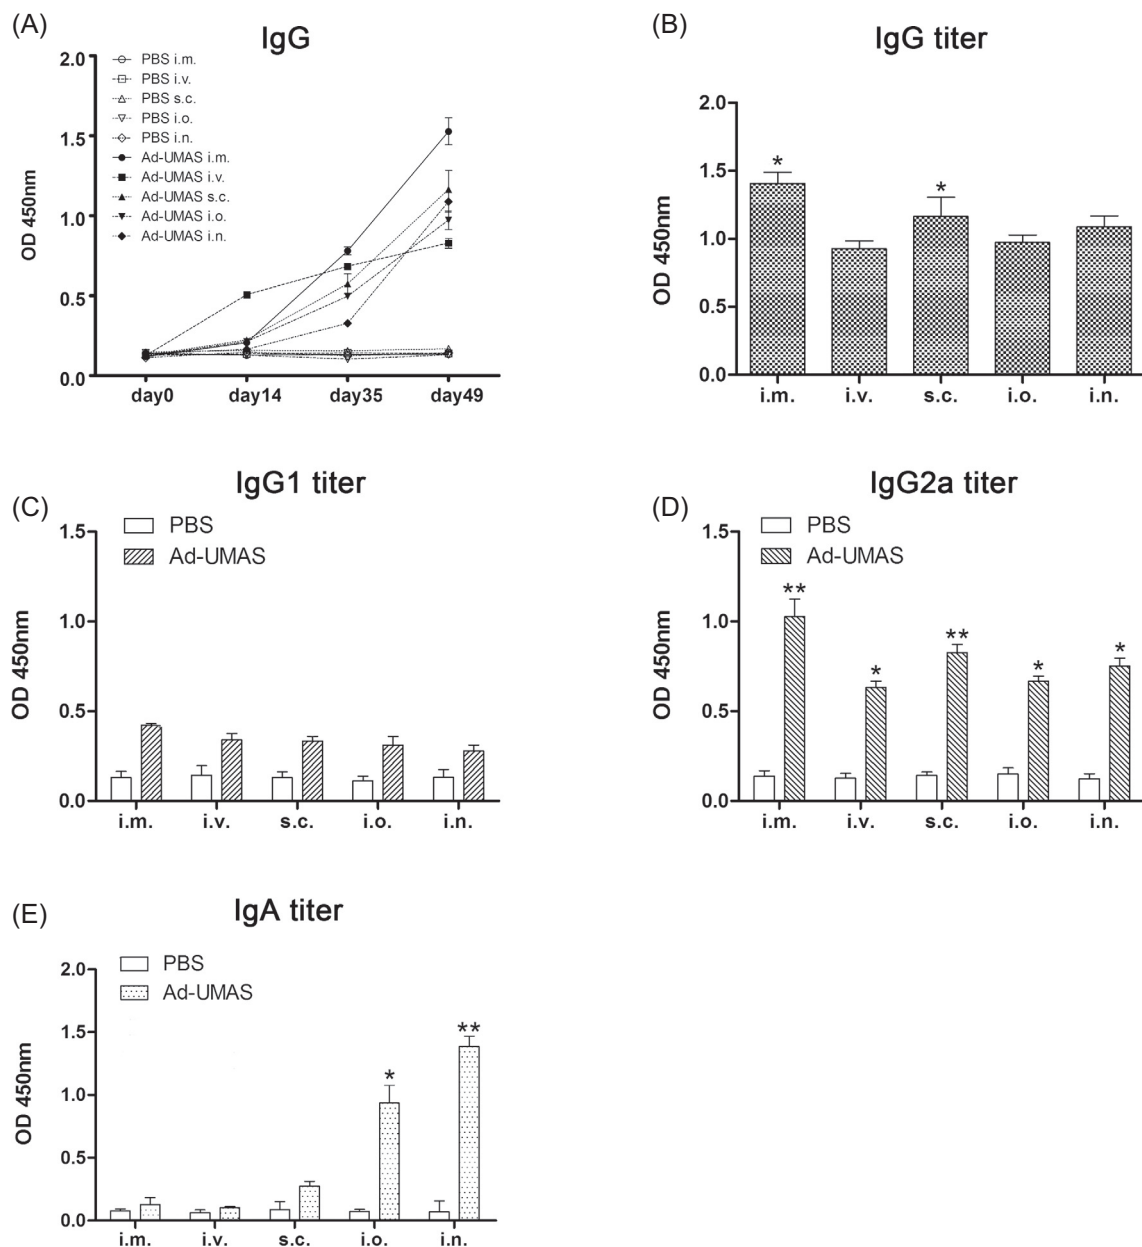 (A)
IgG
OD 450nm
2.0
1.5
1.0
0.5
0.0
PBS i.m.
PBS i.v.
PBS s.c.
PBS i.o.
PBS i.n.
Ad-UMAS i.m.
Ad-UMAS i.v.
Ad-UMAS s.c.
Ad-UMAS i.o.
Ad-UMAS i.n.
day0 day14 day35 day49
(B)
IgG titer
OD 450nm
2.0
1.5
1.0
0.5
0.0
* *
i.m. i.v. s.c. i.o. i.n.
(C)
IgG1 titer
OD 450nm
1.5
1.0
0.5
0.0
PBS
Ad-UMAS
i.m. i.v. s.c. i.o. i.n.
(D)
IgG2a titer
OD 450nm
1.5
1.0
0.5
0.0
PBS
Ad-UMAS
** * ** * *
i.m. i.v. s.c. i.o. i.n.
(E)
IgA titer
OD 450nm
2.0
1.5
1.0
0.5
0.0
PBS
Ad-UMAS
* **
i.m. i.v. s.c. i.o. i.n.